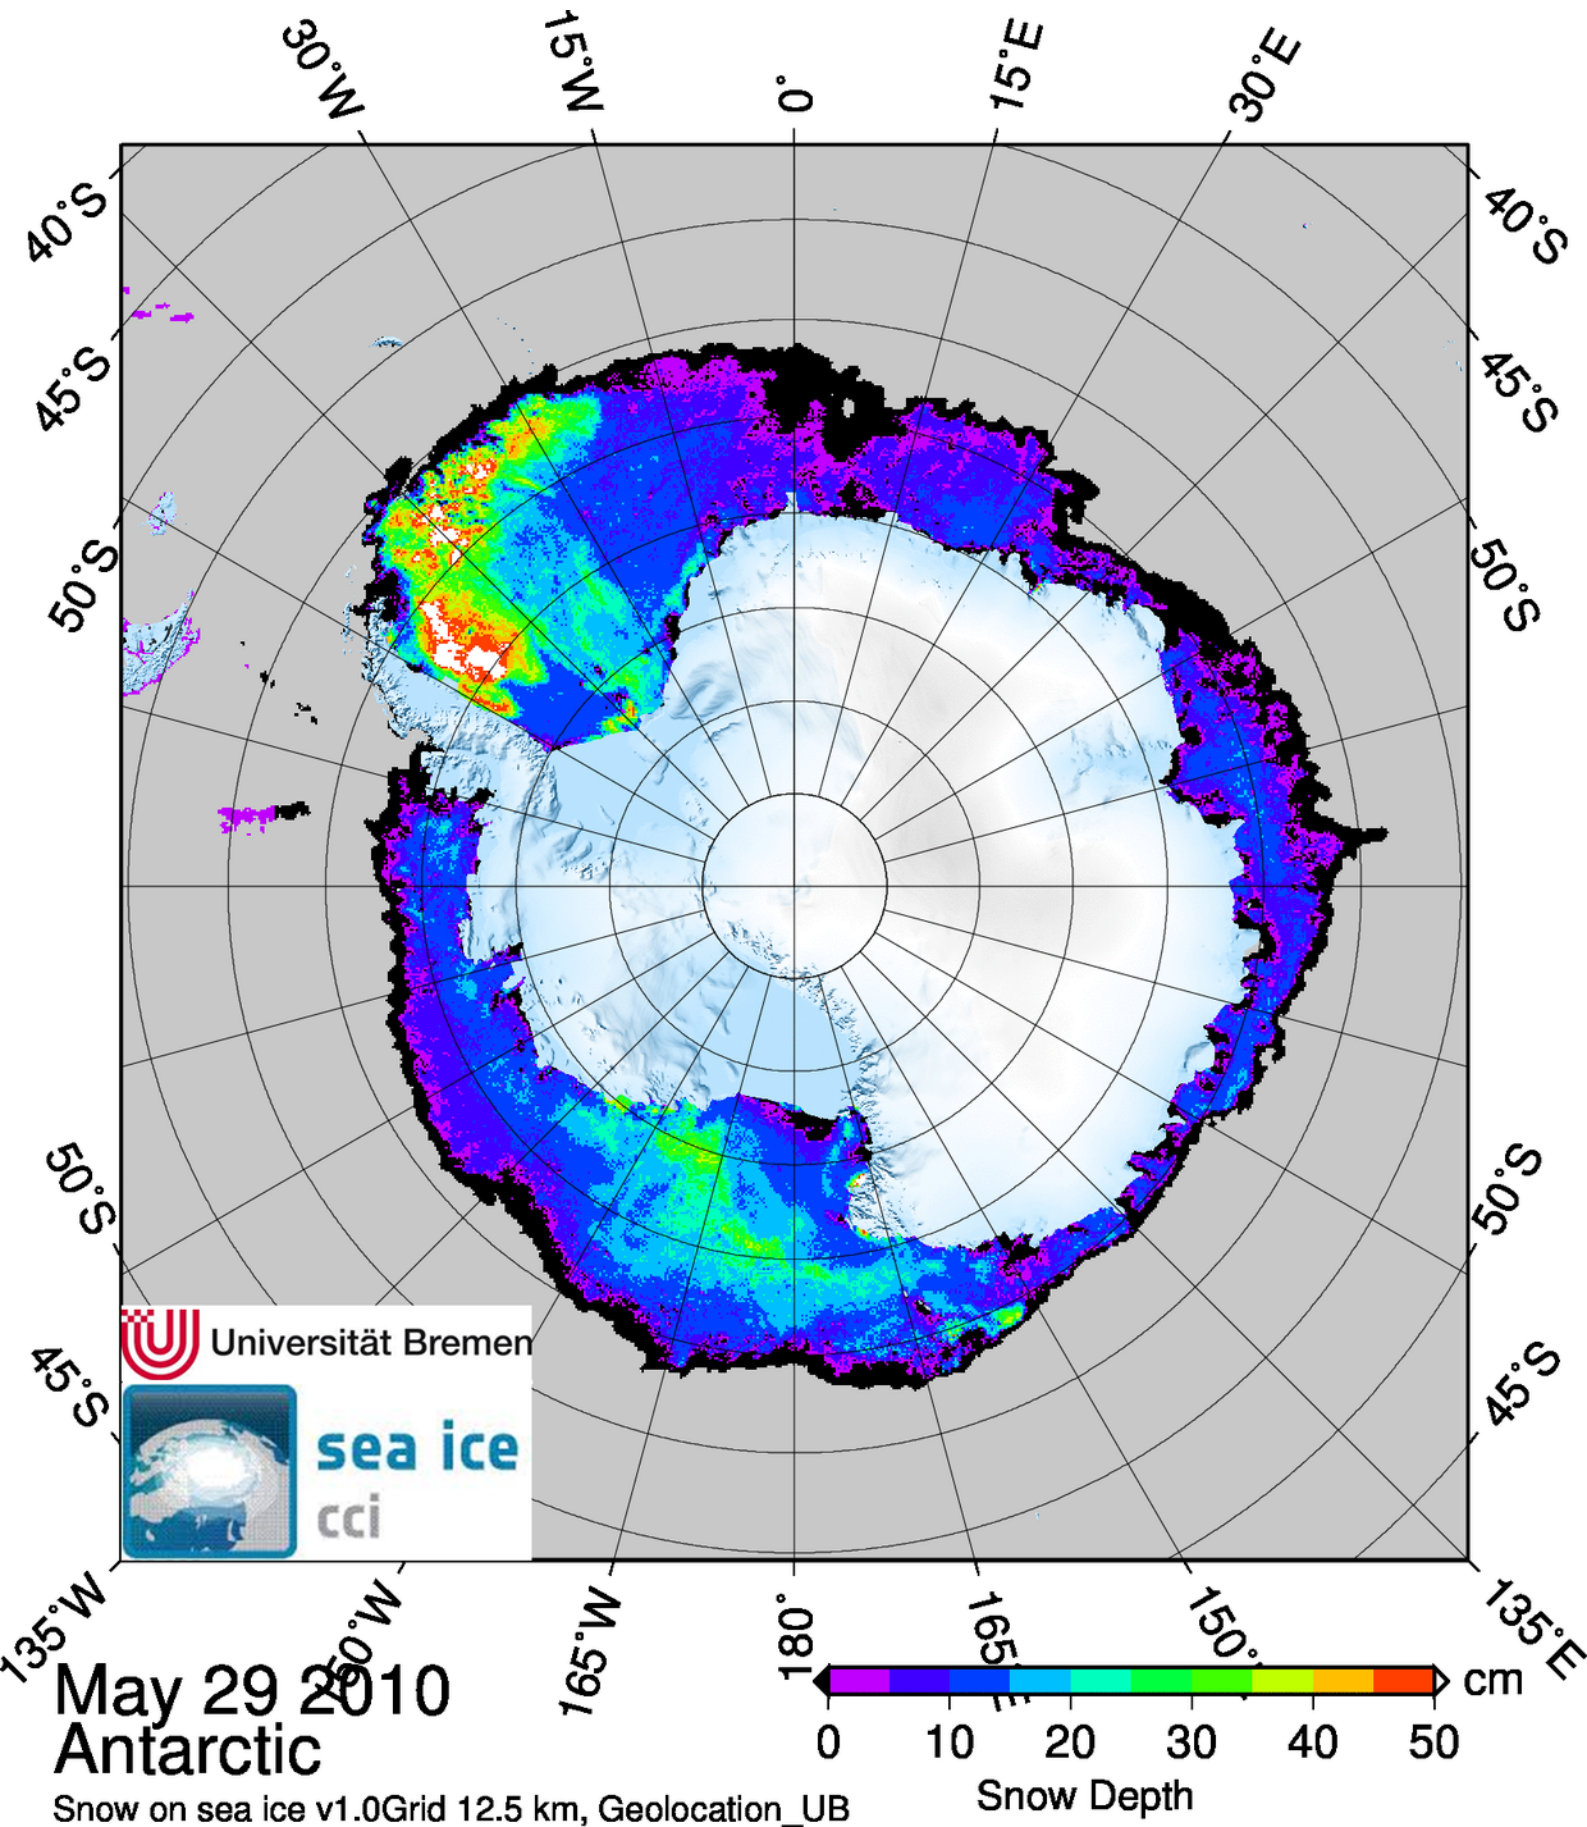 30°W 15°W 0° 15°E 30°E
40°S 40°S
45°S 45°S
50°S 50°S
50°S 50°S
45°S 45°S
Universität Bremen
sea ice
cci
135°W 150°W 165°W 180° 165°E 150° 135°E
May 29 2010
Antarctic
Snow on sea ice v1.0Grid 12.5 km, Geolocation_UB
cm
0 10 20 30 40 50
Snow Depth